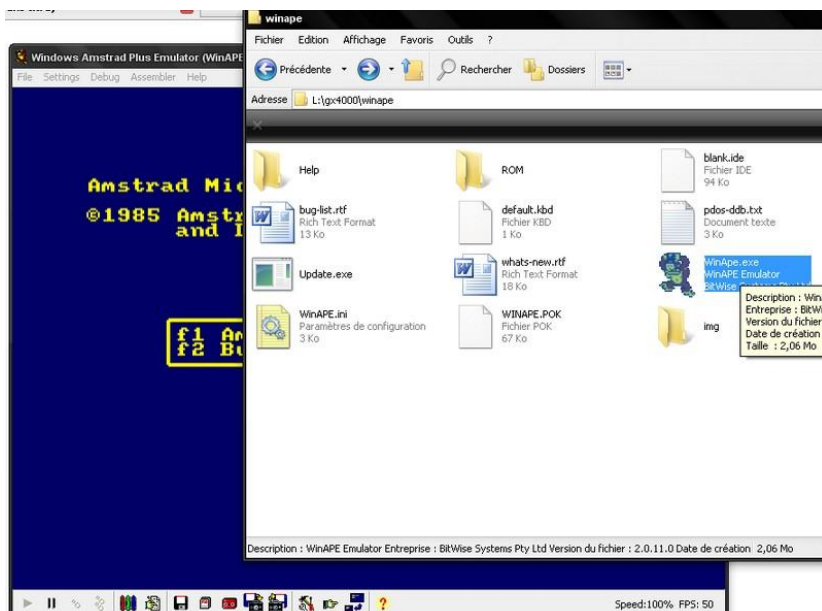 winape
Fichier Edition Affichage Favoris Outils ?
Windows Amstrad Plus Emulator (WinAPE
File Settings Debug Assembler Help
Précédente Rechercher Dossiers
Adresse L:\gx4000\winape
Help
ROM
blank.ide
Fichier IDE
94 Ko
bug-list.rtf
Rich Text Format
13 Ko
default.kbd
Fichier KBD
1 Ko
pdos-ddb.txt
Document texte
3 Ko
Update.exe
whats-new.rtf
Rich Text Format
18 Ko
WinApe.exe
WinAPE Emulator
BitWise Systems Pty Ltd
WinAPE.ini
Paramètres de configuration
3 Ko
WINAPE.POK
Fichier POK
67 Ko
img
Description : Win
Entreprise : BitWi
Version du fichier
Date de création
Taille : 2,06 Mo
Amstrad Mic
©1985 Amstr
and L
f1 Am
f2 Bu
Description : WinAPE Emulator Entreprise : BitWise Systems Pty Ltd Version du fichier : 2.0.11.0 Date de création 2,06 Mo
Speed:100% FPS: 50